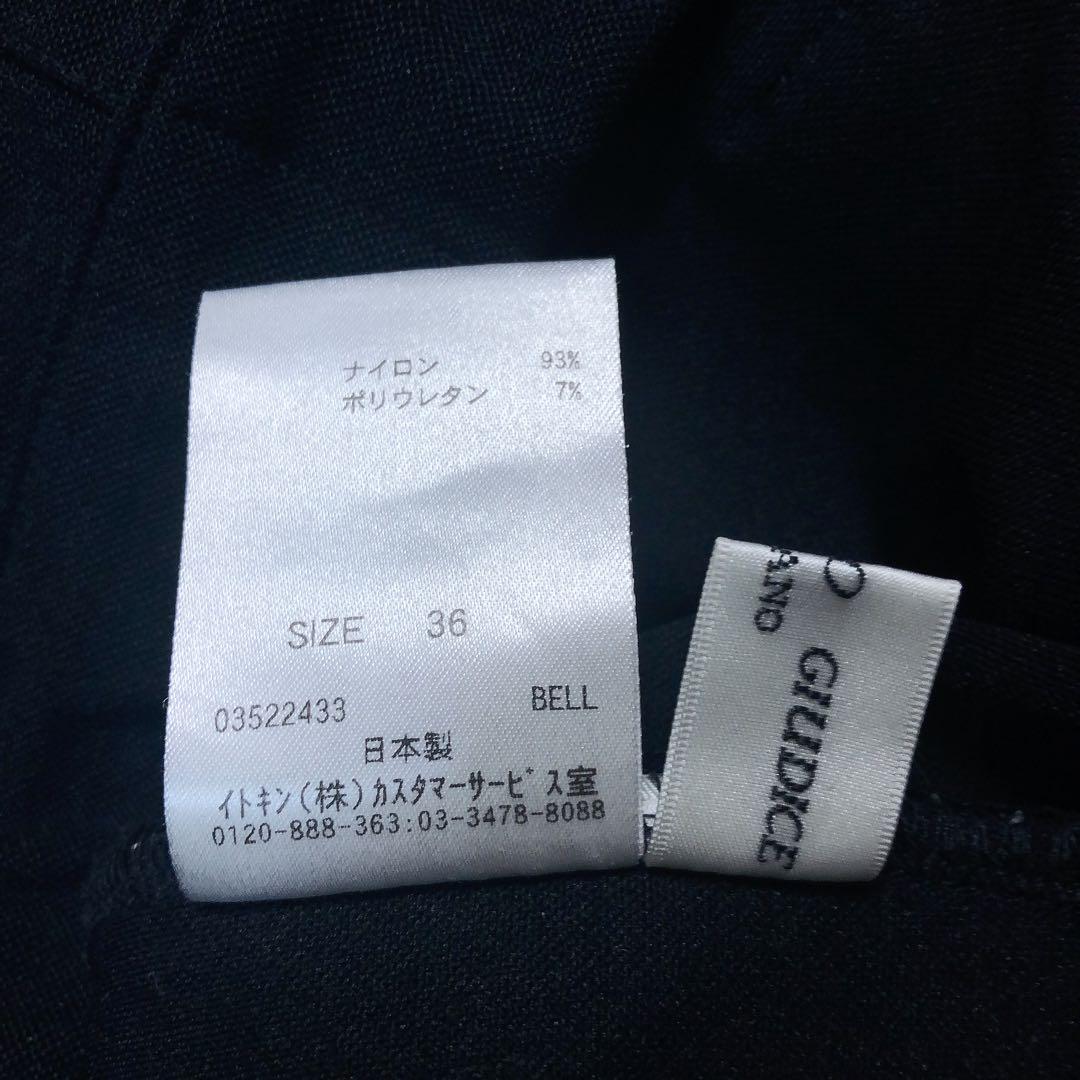 ナイロン 93%
ポリウレタン 7%
SIZE 36
03522433 BELL
日本製
イトキン(株)カスタマーサービス室
0120-888-363:03-3478-8088
GIUDICE